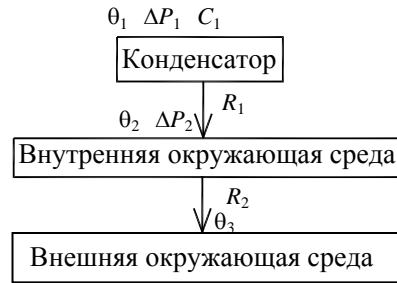 θ₁ ΔP₁ C₁
Конденсатор
R₁
θ₂ ΔP₂
Внутренняя окружающая среда
R₂
θ₃
Внешняя окружающая среда